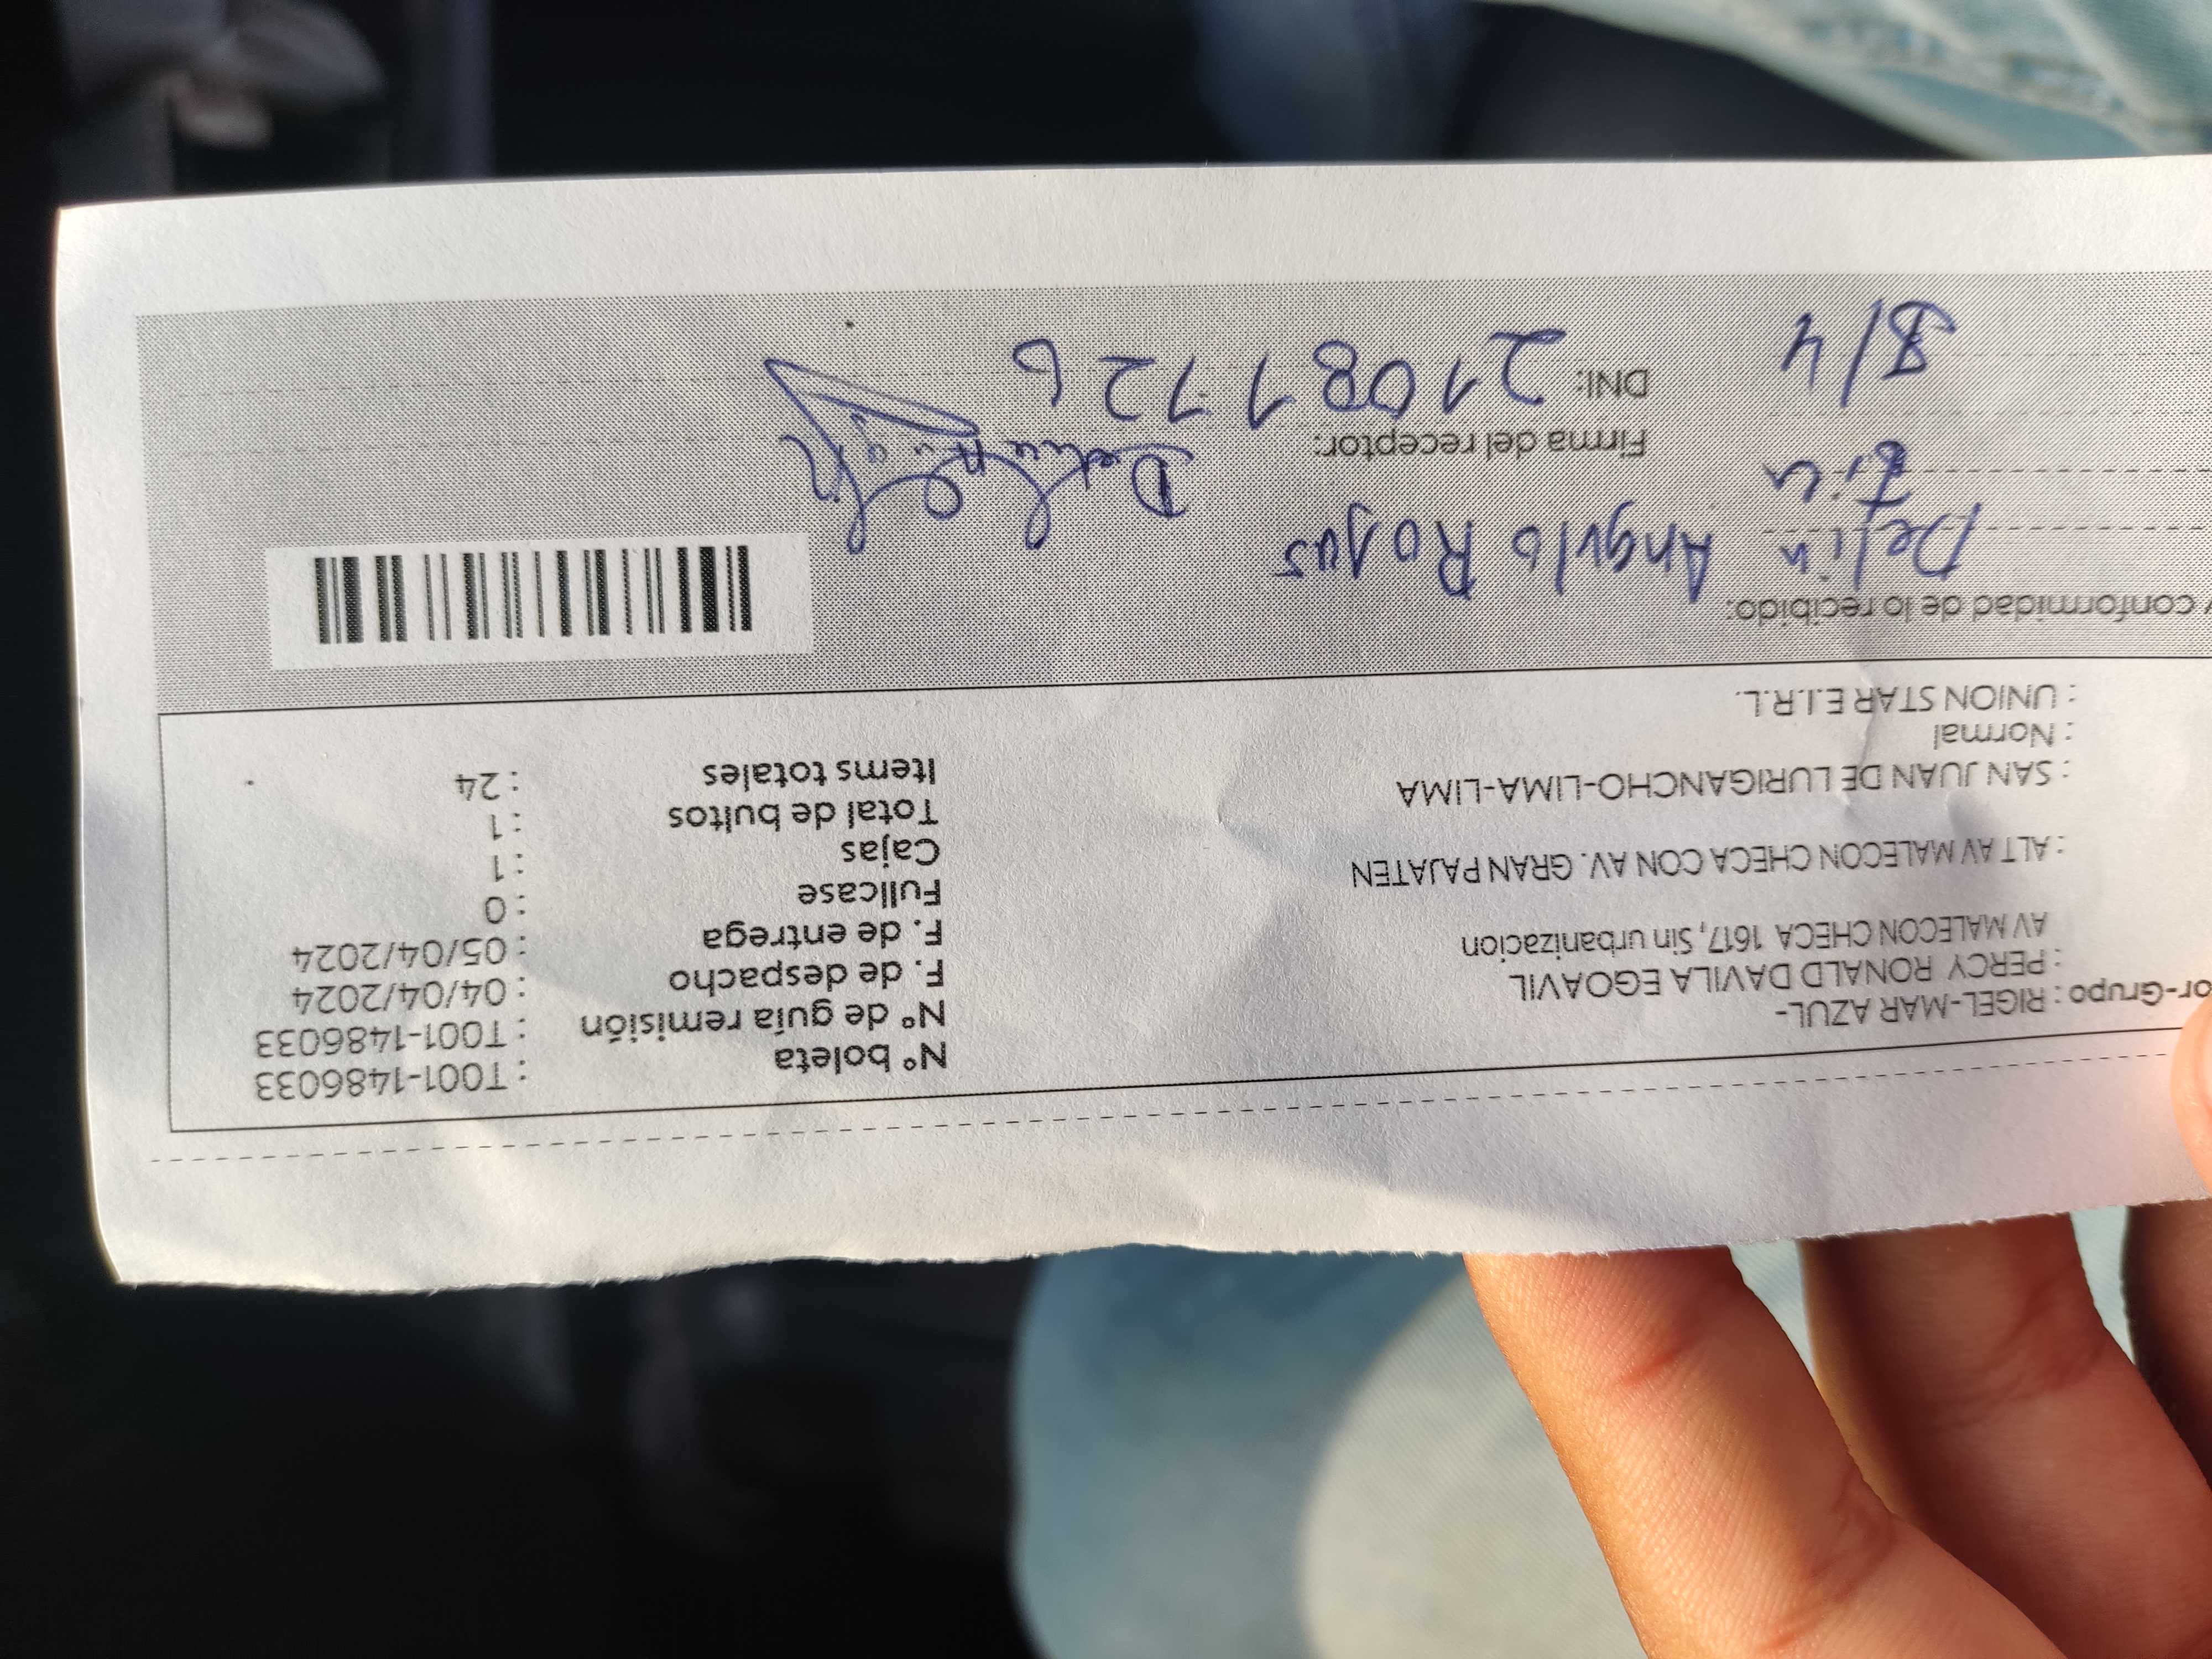 or-Grupo : RIGEL-MAR AZUL-
: PERCY RONALD DAVILA EGOAVIL
AV MALECON CHECA 1617, Sin urbanizacion
: ALT AV MALECON CHECA CON AV. GRAN PAJATEN
: SAN JUAN DE LURIGANCHO-LIMA-LIMA
: Normal
: UNION STAR E.I.R.L.
N° boleta : T001-1486033
N° de guía remisión : T001-1486033
F. de despacho : 04/04/2024
F. de entrega : 05/04/2024
Fullcase : 0
Cajas : 1
Total de bultos : 1
Items totales : 24
y conformidad de lo recibido:
Delin Angulo Rojas
Firma del receptor:
DNI: 21081726
8/4